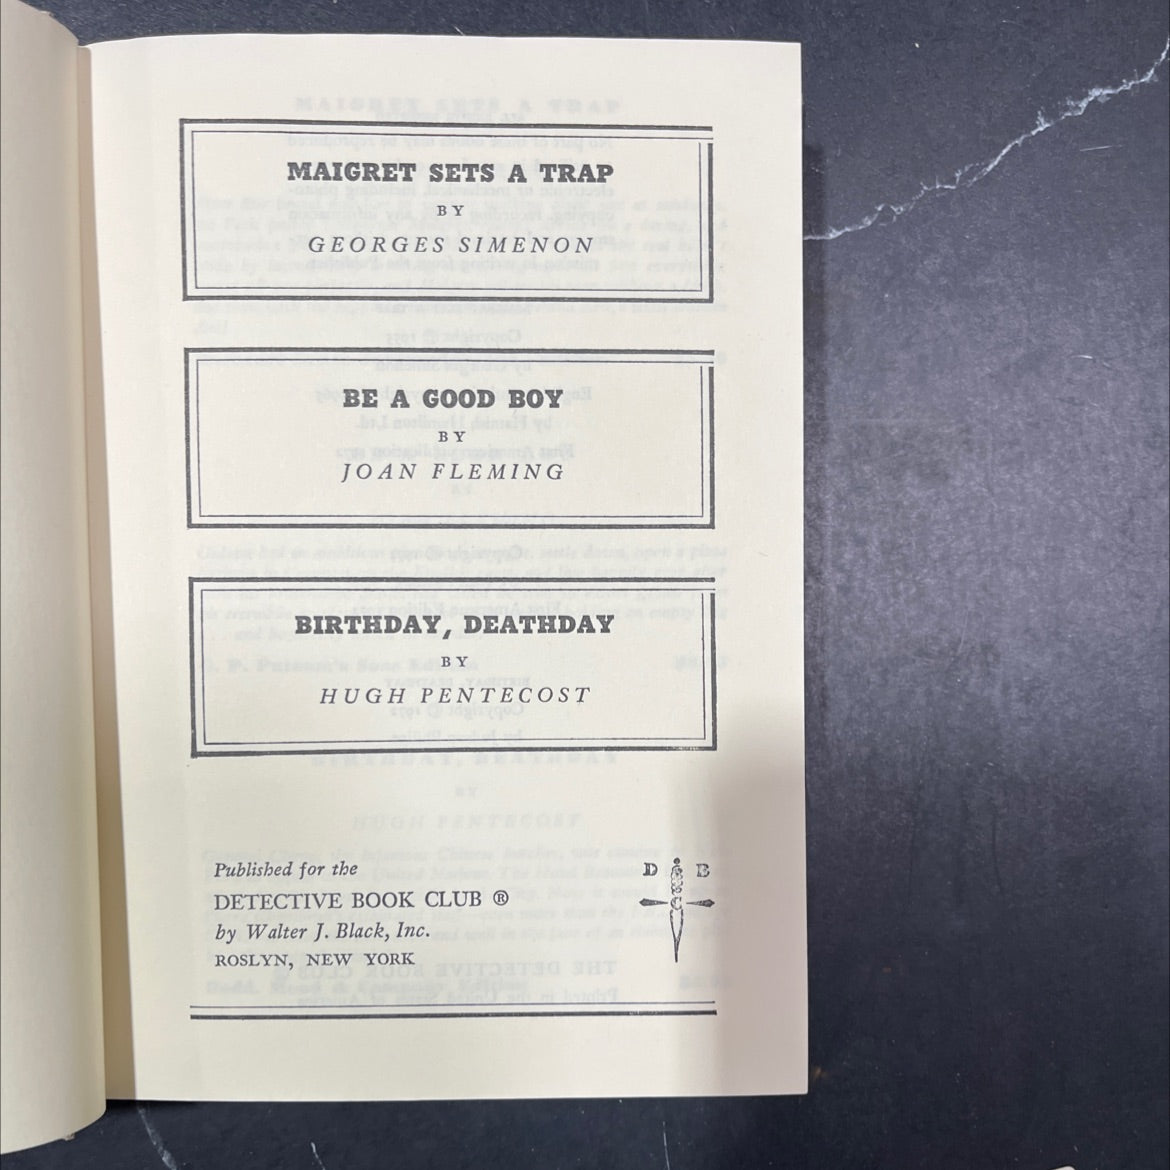 MAIGRET SETS A TRAP
BY
GEORGES SIMENON
BE A GOOD BOY
BY
JOAN FLEMING
BIRTHDAY, DEATHDAY
BY
HUGH PENTECOST
Published for the
DETECTIVE BOOK CLUB ®
by Walter J. Black, Inc.
ROSLYN, NEW YORK
D B